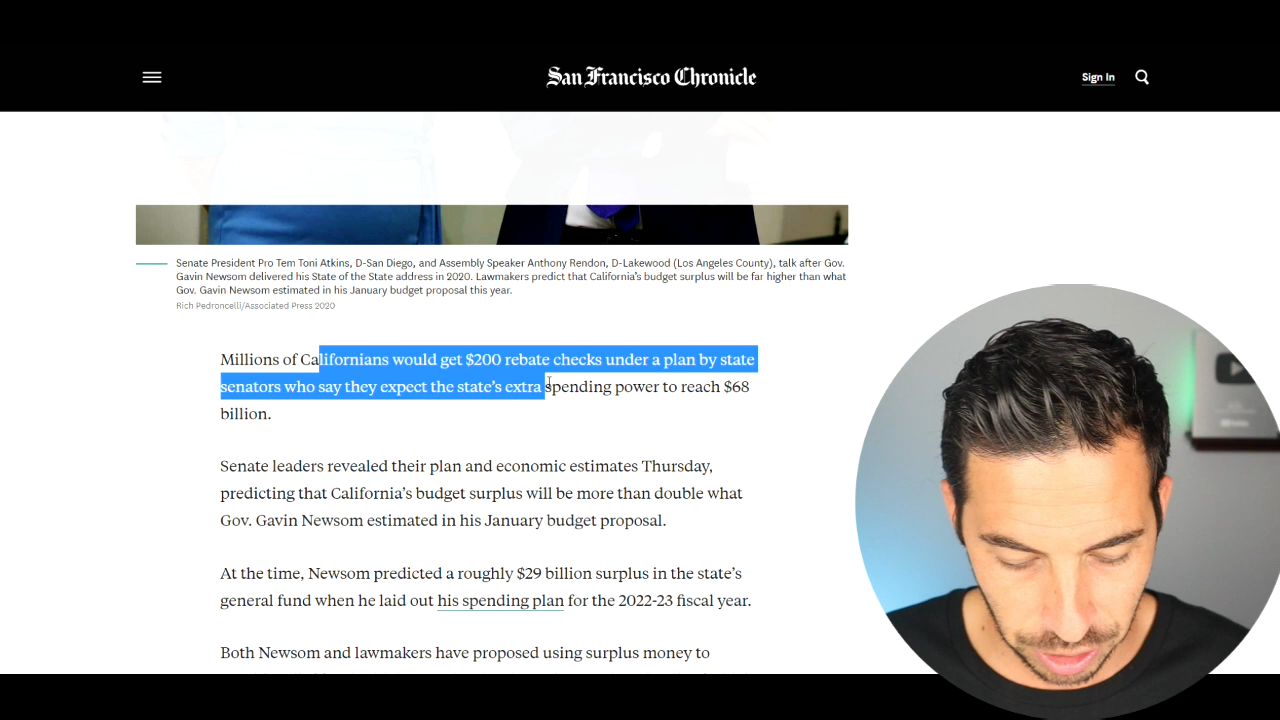 San Francisco Chronicle
Sign In
Senate President Pro Tem Toni Atkins, D-San Diego, and Assembly Speaker Anthony Rendon, D-Lakewood (Los Angeles County), talk after Gov.
Gavin Newsom delivered his State of the State address in 2020. Lawmakers predict that California's budget surplus will be far higher than what
Gov. Gavin Newsom estimated in his January budget proposal this year.
Rich Pedroncelli/Associated Press 2020
Millions of Californians would get $200 rebate checks under a plan by state
senators who say they expect the state's extra spending power to reach $68
billion.
Senate leaders revealed their plan and economic estimates Thursday,
predicting that California's budget surplus will be more than double what
Gov. Gavin Newsom estimated in his January budget proposal.
At the time, Newsom predicted a roughly $29 billion surplus in the state's
general fund when he laid out his spending plan for the 2022-23 fiscal year.
Both Newsom and lawmakers have proposed using surplus money to